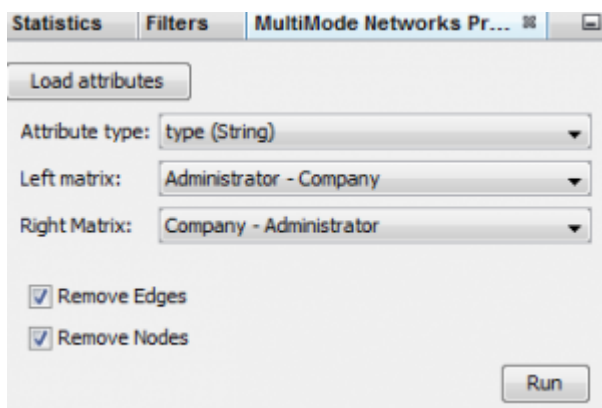 Statistics Filters MultiMode Networks Pr...
Load attributes
Attribute type: type (String)
Left matrix: Administrator - Company
Right Matrix: Company - Administrator
Remove Edges
Remove Nodes
Run